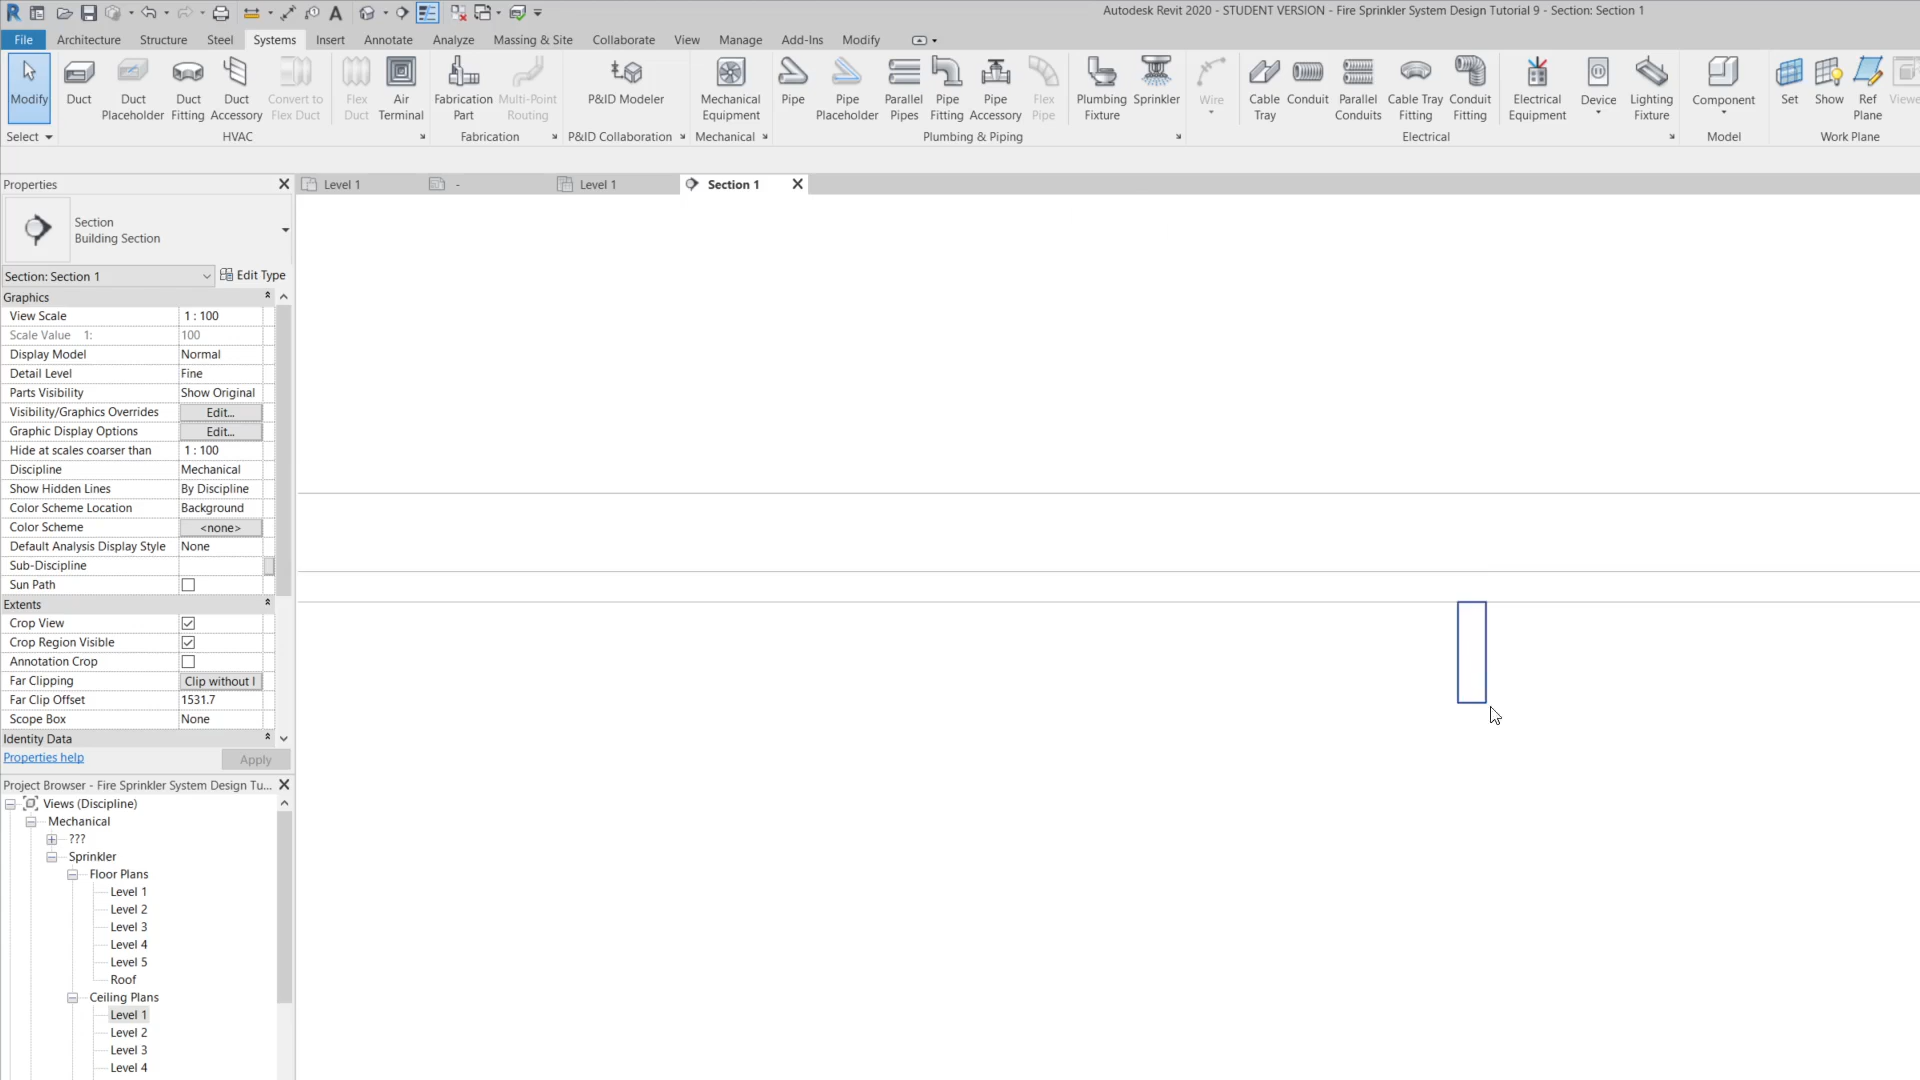 Autodesk Revit 2020 - STUDENT VERSION - Fire Sprinkler System Design Tutorial 9 - Section: Section 1
File Architecture Structure Steel Systems Insert Annotate Analyze Massing & Site Collaborate View Manage Add-Ins Modify
Modify Duct Duct Placeholder Duct Fitting Duct Accessory Convert to Flex Duct Flex Duct Air Terminal Fabrication Part Multi-Point Routing P&ID Modeler Mechanical Equipment Pipe Pipe Placeholder Parallel Pipes Pipe Fitting Pipe Accessory Flex Pipe Plumbing Fixture Sprinkler Wire Cable Tray Conduit Parallel Conduits Cable Tray Fitting Conduit Fitting Electrical Equipment Device Lighting Fixture Component Set Show Ref Plane Viewe
Select HVAC Fabrication P&ID Collaboration Mechanical Plumbing & Piping Electrical Model Work Plane
Properties
Level 1 - Level 1 Section 1
Section
Building Section
Section: Section 1 Edit Type
Graphics
View Scale 1 : 100
Scale Value 1: 100
Display Model Normal
Detail Level Fine
Parts Visibility Show Original
Visibility/Graphics Overrides Edit...
Graphic Display Options Edit...
Hide at scales coarser than 1 : 100
Discipline Mechanical
Show Hidden Lines By Discipline
Color Scheme Location Background
Color Scheme <none>
Default Analysis Display Style None
Sub-Discipline
Sun Path
Extents
Crop View
Crop Region Visible
Annotation Crop
Far Clipping Clip without l
Far Clip Offset 1531.7
Scope Box None
Identity Data
Properties help Apply
Project Browser - Fire Sprinkler System Design Tu...
Views (Discipline)
Mechanical
???
Sprinkler
Floor Plans
Level 1
Level 2
Level 3
Level 4
Level 5
Roof
Ceiling Plans
Level 1
Level 2
Level 3
Level 4